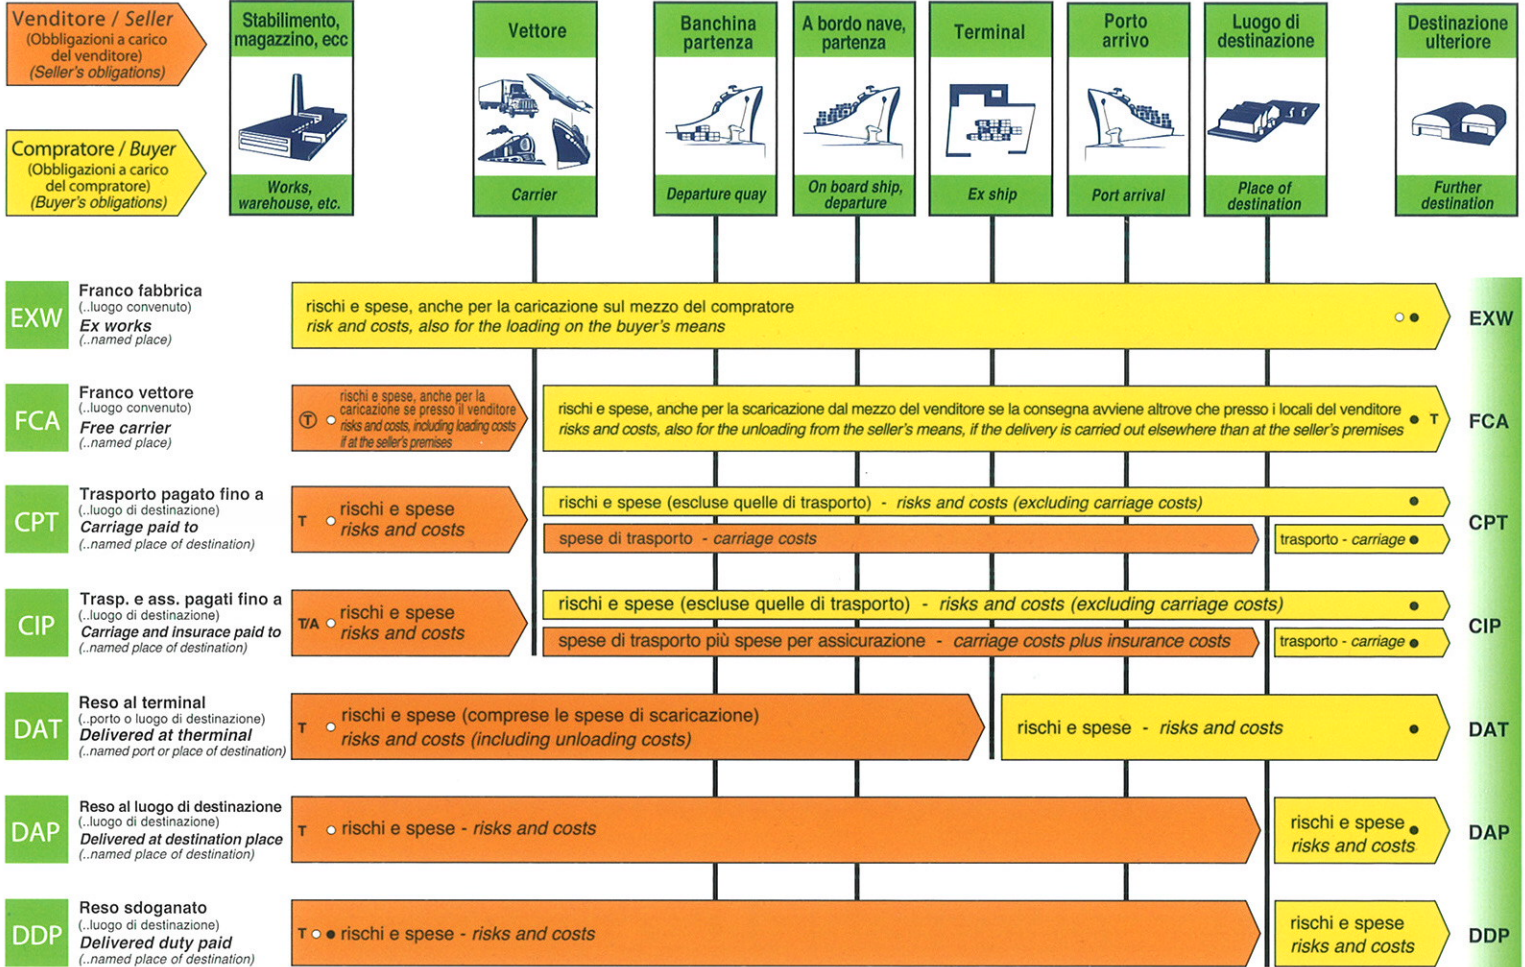 Venditore / Seller
(Obbligazioni a carico
del venditore)
(Seller's obligations)
Compratore / Buyer
(Obbligazioni a carico
del compratore)
(Buyer's obligations)
Stabilimento,
magazzino, ecc
Works,
warehouse, etc.
Vettore
Carrier
Banchina
partenza
Departure quay
A bordo nave,
partenza
On board ship,
departure
Terminal
Ex ship
Porto
arrivo
Port arrival
Luogo di
destinazione
Place of
destination
Destinazione
ulteriore
Further
destination
EXW
Franco fabbrica
(..luogo convenuto)
Ex works
(..named place)
rischi e spese, anche per la caricazione sul mezzo del compratore
risk and costs, also for the loading on the buyer's means
EXW
FCA
Franco vettore
(..luogo convenuto)
Free carrier
(..named place)
T
rischi e spese, anche per la
caricazione se presso il venditore
risks and costs, including loading costs
if at the seller's premises
rischi e spese, anche per la scaricazione dal mezzo del venditore se la consegna avviene altrove che presso i locali del venditore
risks and costs, also for the unloading from the seller's means, if the delivery is carried out elsewhere than at the seller's premises
T
FCA
CPT
Trasporto pagato fino a
(..luogo di destinazione)
Carriage paid to
(..named place of destination)
T
rischi e spese
risks and costs
rischi e spese (escluse quelle di trasporto) - risks and costs (excluding carriage costs)
spese di trasporto - carriage costs
trasporto - carriage
CPT
CIP
Trasp. e ass. pagati fino a
(..luogo di destinazione)
Carriage and insurace paid to
(..named place of destination)
T/A
rischi e spese
risks and costs
rischi e spese (escluse quelle di trasporto) - risks and costs (excluding carriage costs)
spese di trasporto più spese per assicurazione - carriage costs plus insurance costs
trasporto - carriage
CIP
DAT
Reso al terminal
(..porto o luogo di destinazione)
Delivered at therminal
(..named port or place of destination)
T
rischi e spese (comprese le spese di scaricazione)
risks and costs (including unloading costs)
rischi e spese - risks and costs
DAT
DAP
Reso al luogo di destinazione
(..luogo di destinazione)
Delivered at destination place
(..named place of destination)
T
rischi e spese - risks and costs
rischi e spese
risks and costs
DAP
DDP
Reso sdoganato
(..luogo di destinazione)
Delivered duty paid
(..named place of destination)
T
rischi e spese - risks and costs
rischi e spese
risks and costs
DDP